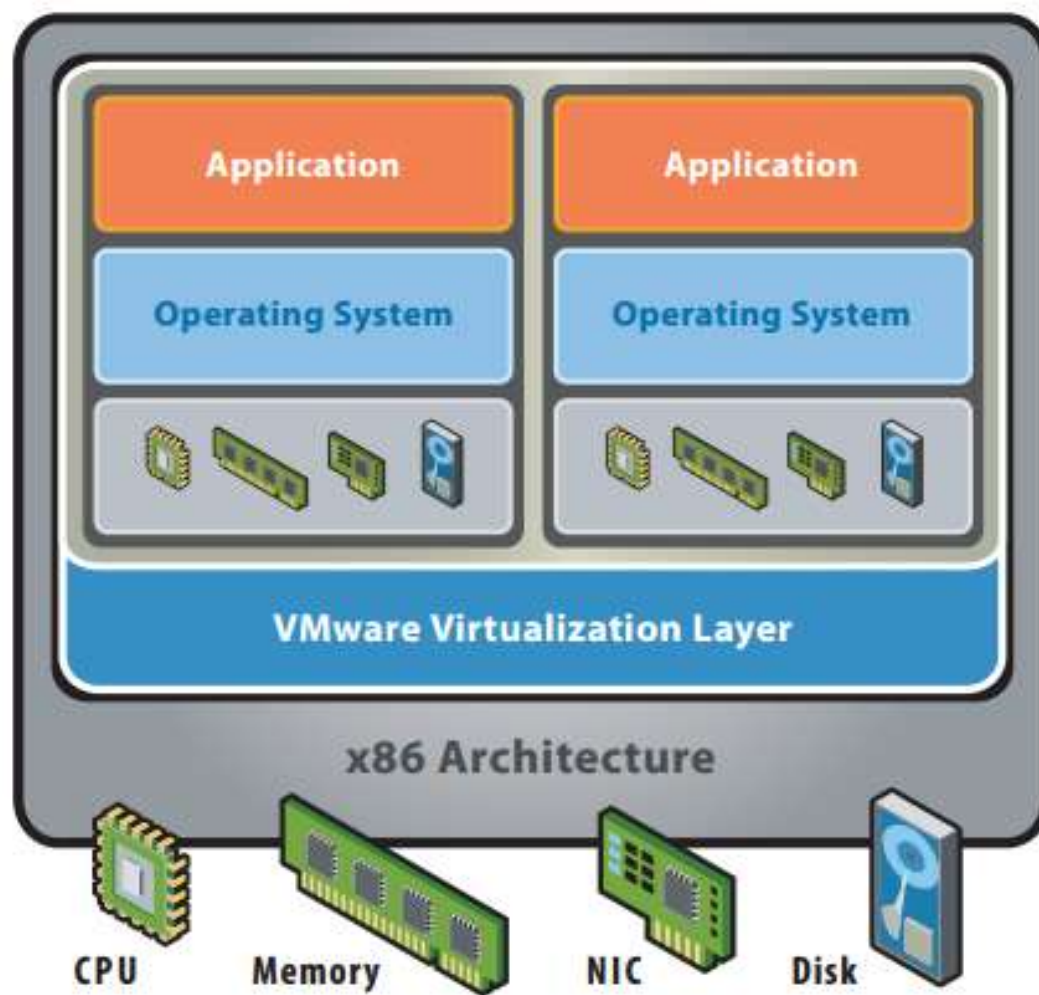 Application
Application
Operating System
Operating System
VMware Virtualization Layer
x86 Architecture
CPU
Memory
NIC
Disk